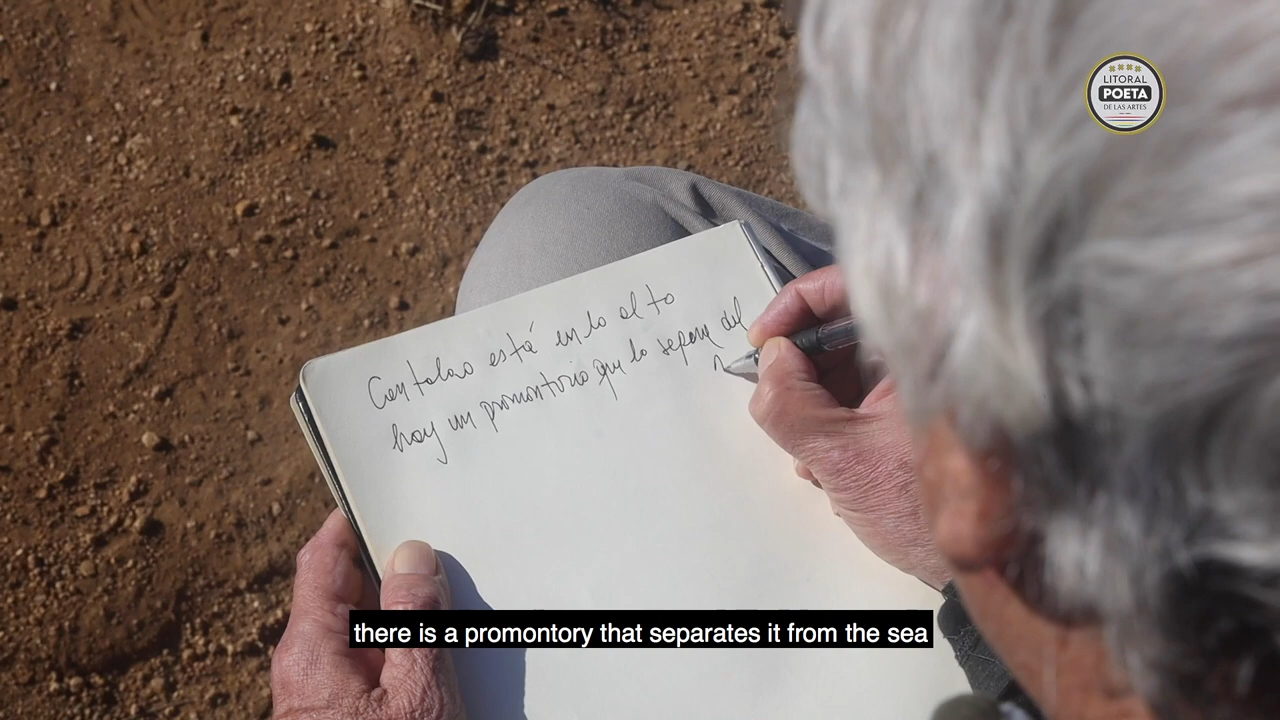 LITORAL
POETA
DE LAS ARTES
Cantalao está en lo alto
hay un promontorio que lo separa del
there is a promontory that separates it from the sea